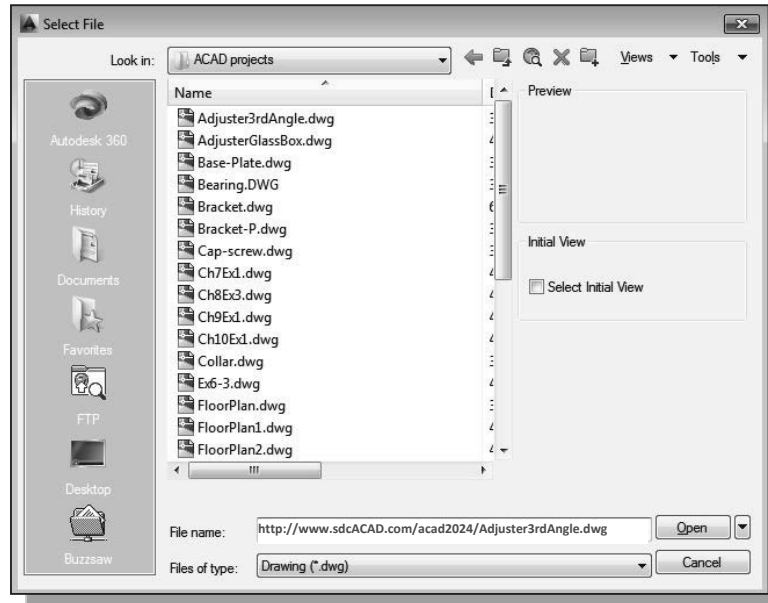 Select File
Look in: ACAD projects Views Tools
Name
Preview
Adjuster3rdAngle.dwg
AdjusterGlassBox.dwg
Base-Plate.dwg
Bearing.DWG
Bracket.dwg
Bracket-P.dwg
Cap-screw.dwg
Ch7Ex1.dwg
Ch8Ex3.dwg
Ch9Ex1.dwg
Ch10Ex1.dwg
Collar.dwg
Ex6-3.dwg
FloorPlan.dwg
FloorPlan1.dwg
FloorPlan2.dwg
Autodesk 360
History
Documents
Favorites
FTP
Desktop
Buzzsaw
Initial View
Select Initial View
File name: http://www.sdcACAD.com/acad2024/Adjuster3rdAngle.dwg Open
Files of type: Drawing (*.dwg) Cancel